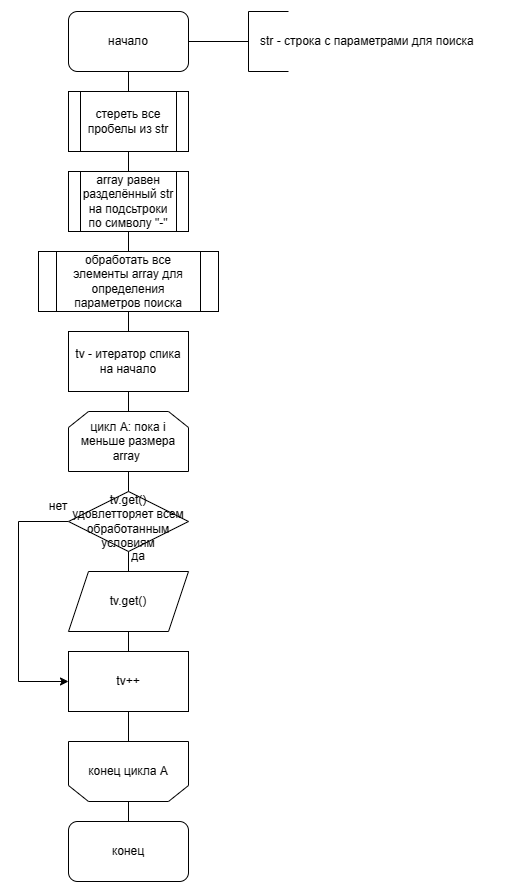 начало
str - строка с параметрами для поиска
стереть все
пробелы из str
array равен
разделённый str
на подсьтроки
по символу "-"
обработать все
элементы array для
определения
параметров поиска
tv - итератор спика
на начало
цикл А: пока i
меньше размера
array
tv.get()
удовлетторяет всем
обработанным
условиям
нет
да
tv.get()
tv++
конец цикла А
конец